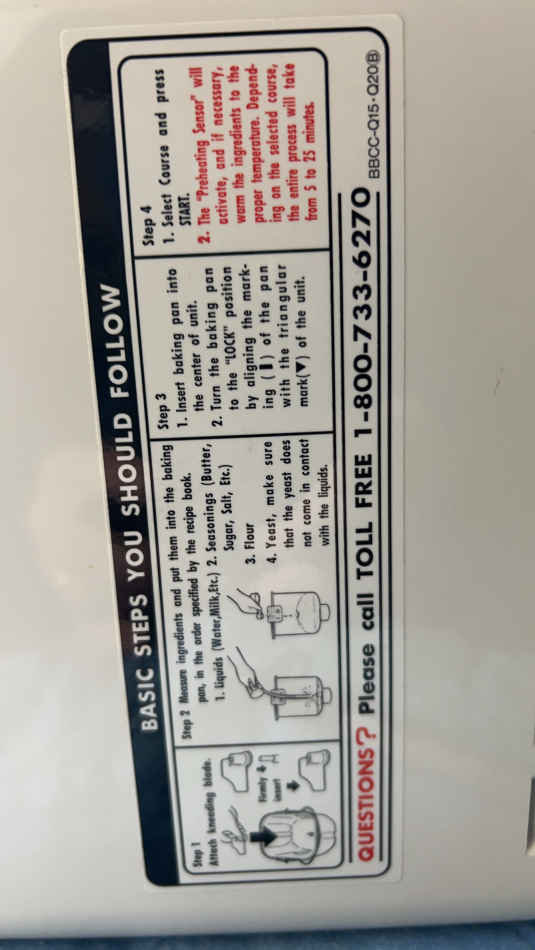 BASIC STEPS YOU SHOULD FOLLOW
Step 1
Attach kneading blade.
Firmly
insert
Step 2 Measure ingredients and put them into the baking
pan, in the order specified by the recipe book.
1. Liquids (Water,Milk,Etc.)
2. Seasonings (Butter,
Sugar, Salt, Etc.)
3. Flour
4. Yeast, make sure
that the yeast does
not come in contact
with the liquids.
Step 3
1. Insert baking pan into
the center of unit.
2. Turn the baking pan
to the "LOCK" position
by aligning the mark-
ing (▮) of the pan
with the triangular
mark(▼) of the unit.
Step 4
1. Select Course and press
START.
2. The "Preheating Sensor" will
activate, and if necessary,
warm the ingredients to the
proper temperature. Depend-
ing on the selected course,
the entire process will take
from 5 to 25 minutes.
QUESTIONS? Please call TOLL FREE 1-800-733-6270
BBCC-Q15·Q20Ⓑ